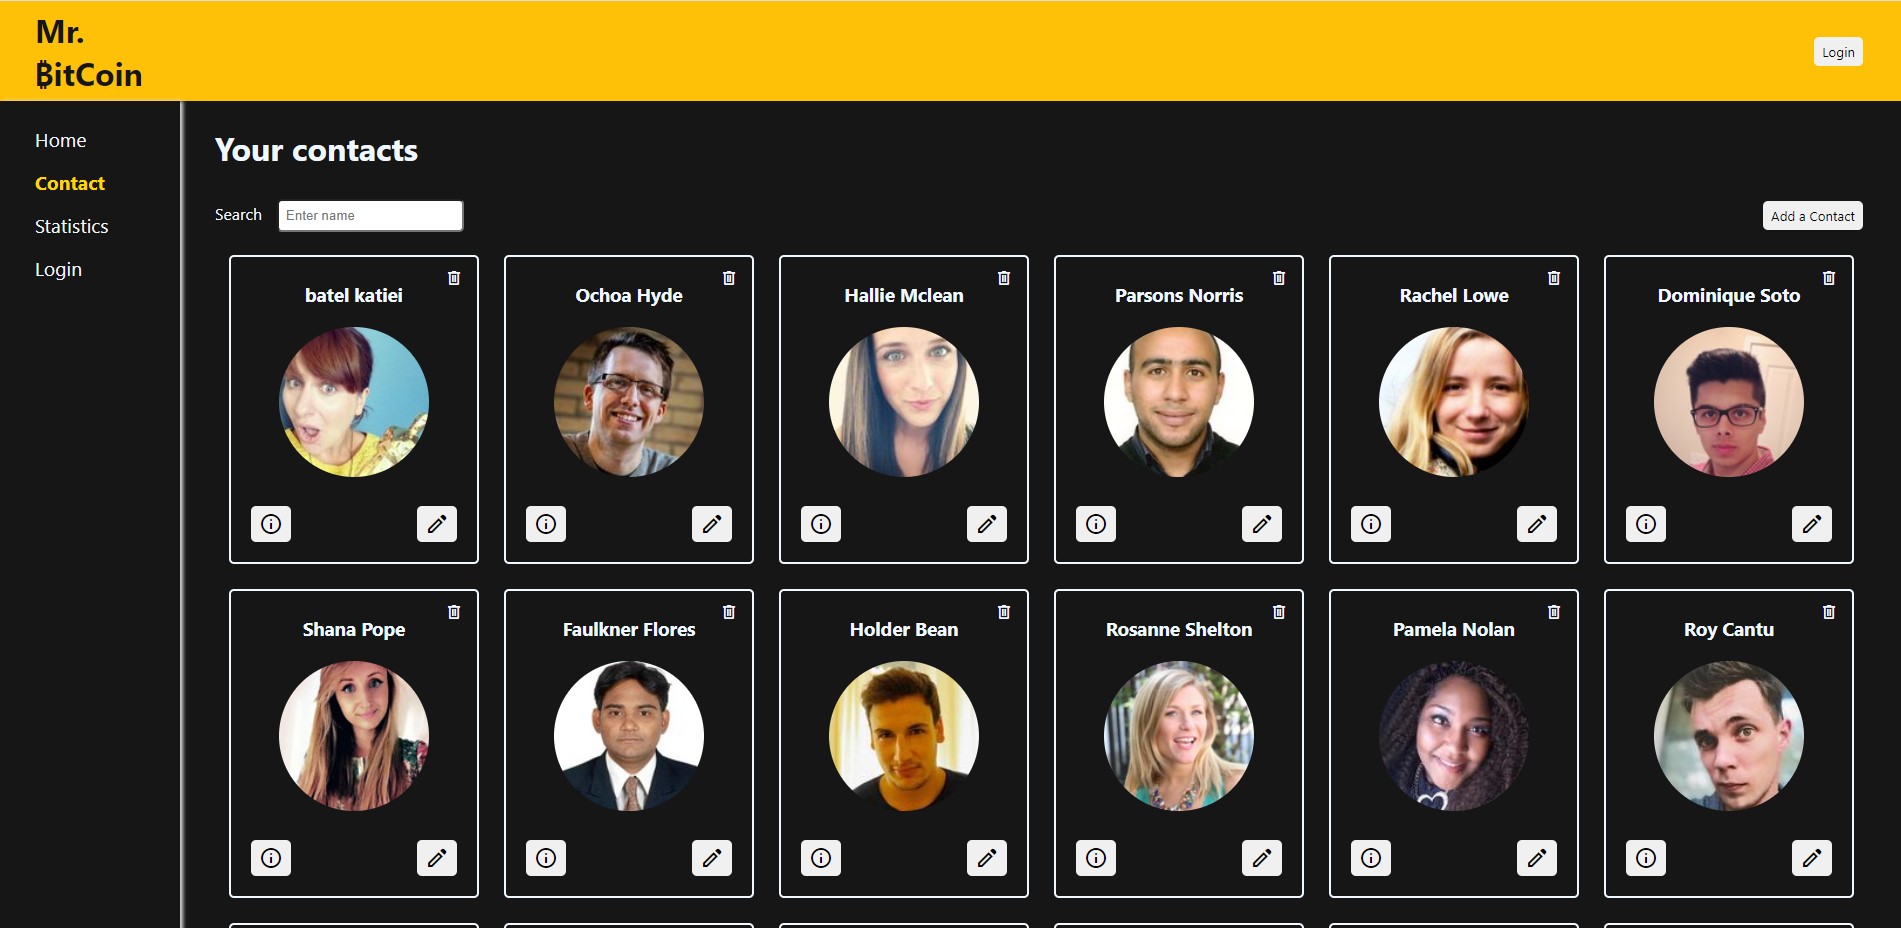 Mr.
₿itCoin
Login
Home
Contact
Statistics
Login
Your contacts
Search
Enter name
Add a Contact
batel katiei
Ochoa Hyde
Hallie Mclean
Parsons Norris
Rachel Lowe
Dominique Soto
Shana Pope
Faulkner Flores
Holder Bean
Rosanne Shelton
Pamela Nolan
Roy Cantu